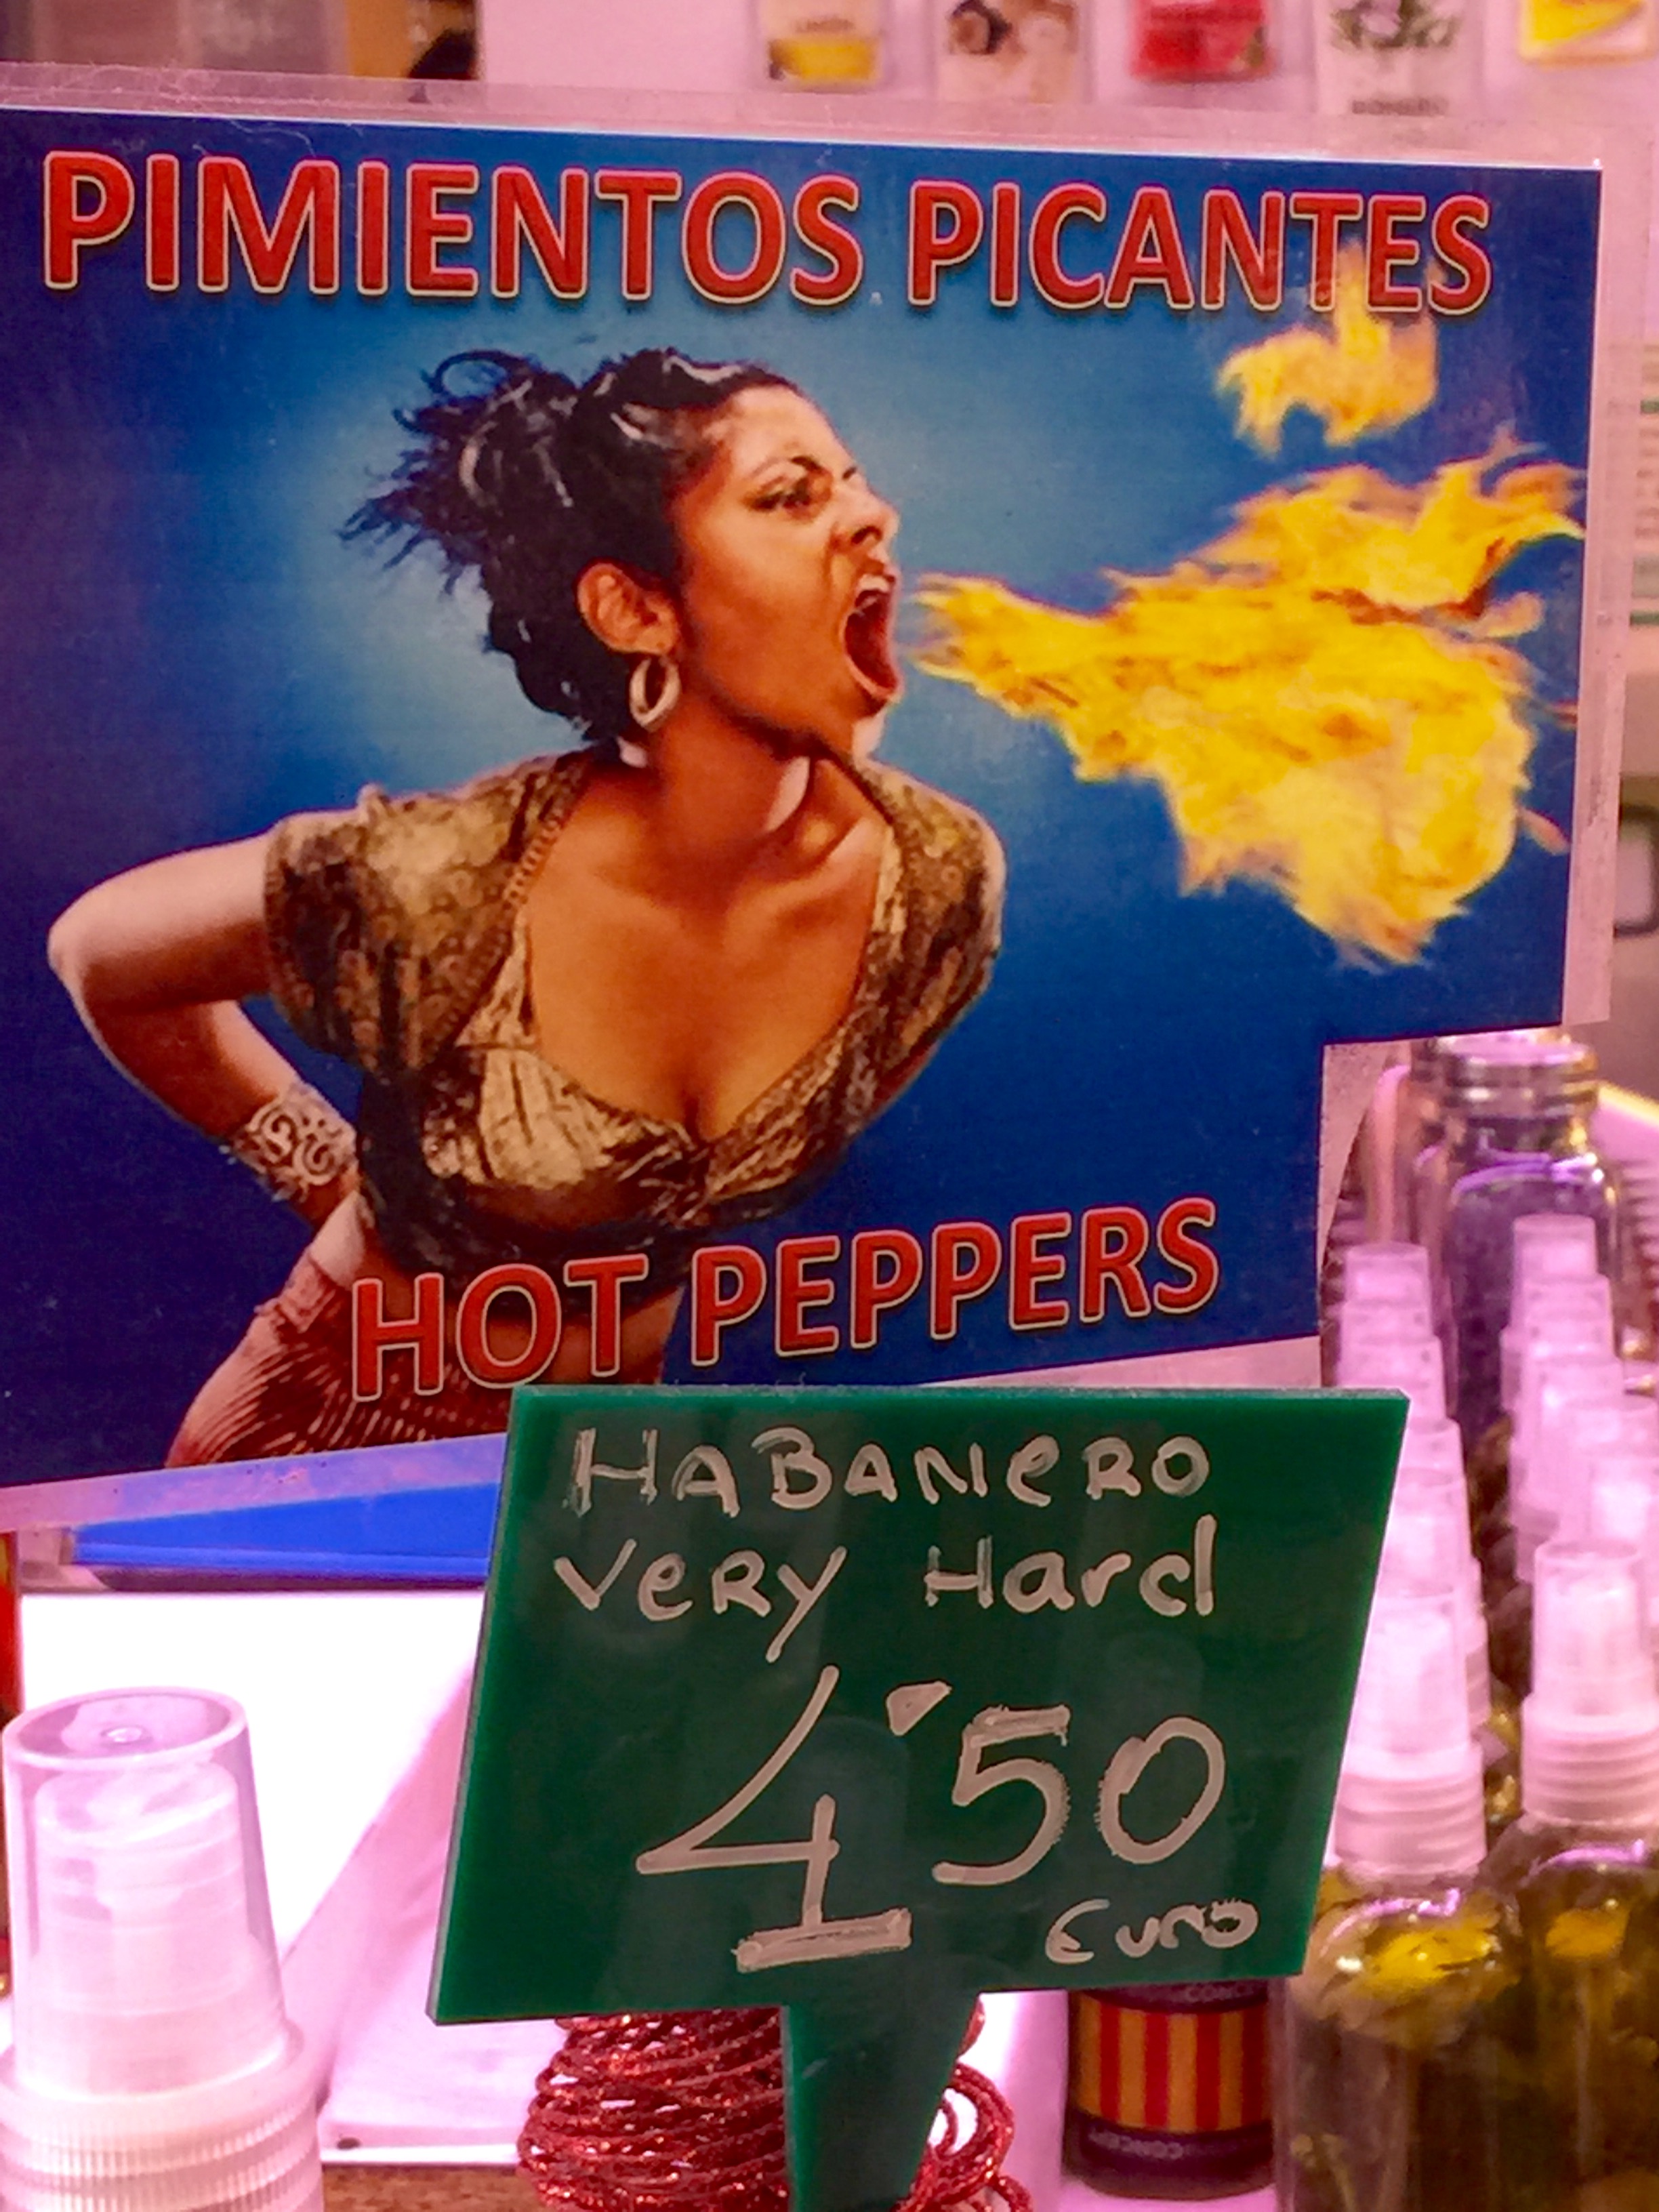 PIMIENTOS PICANTES
HOT PEPPERS
HABANeRO
VeRy Hard
4'50
Euro